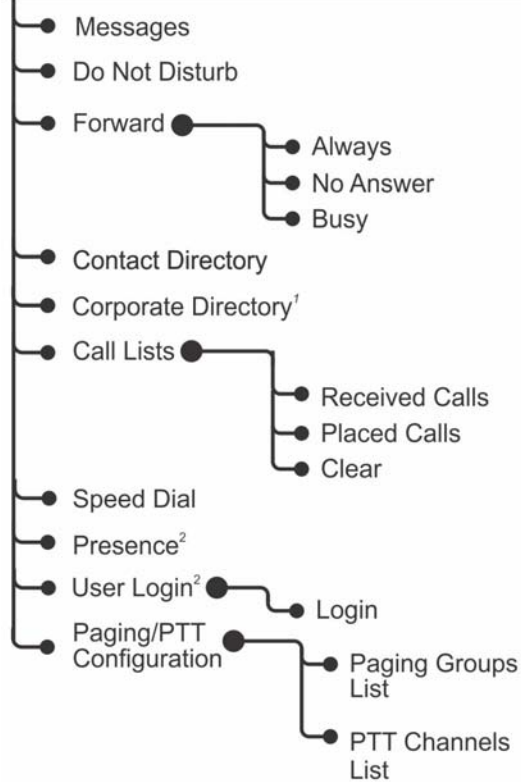 Messages
Do Not Disturb
Forward
Always
No Answer
Busy
Contact Directory
Corporate Directory¹
Call Lists
Received Calls
Placed Calls
Clear
Speed Dial
Presence²
User Login²
Login
Paging/PTT
Configuration
Paging Groups
List
PTT Channels
List